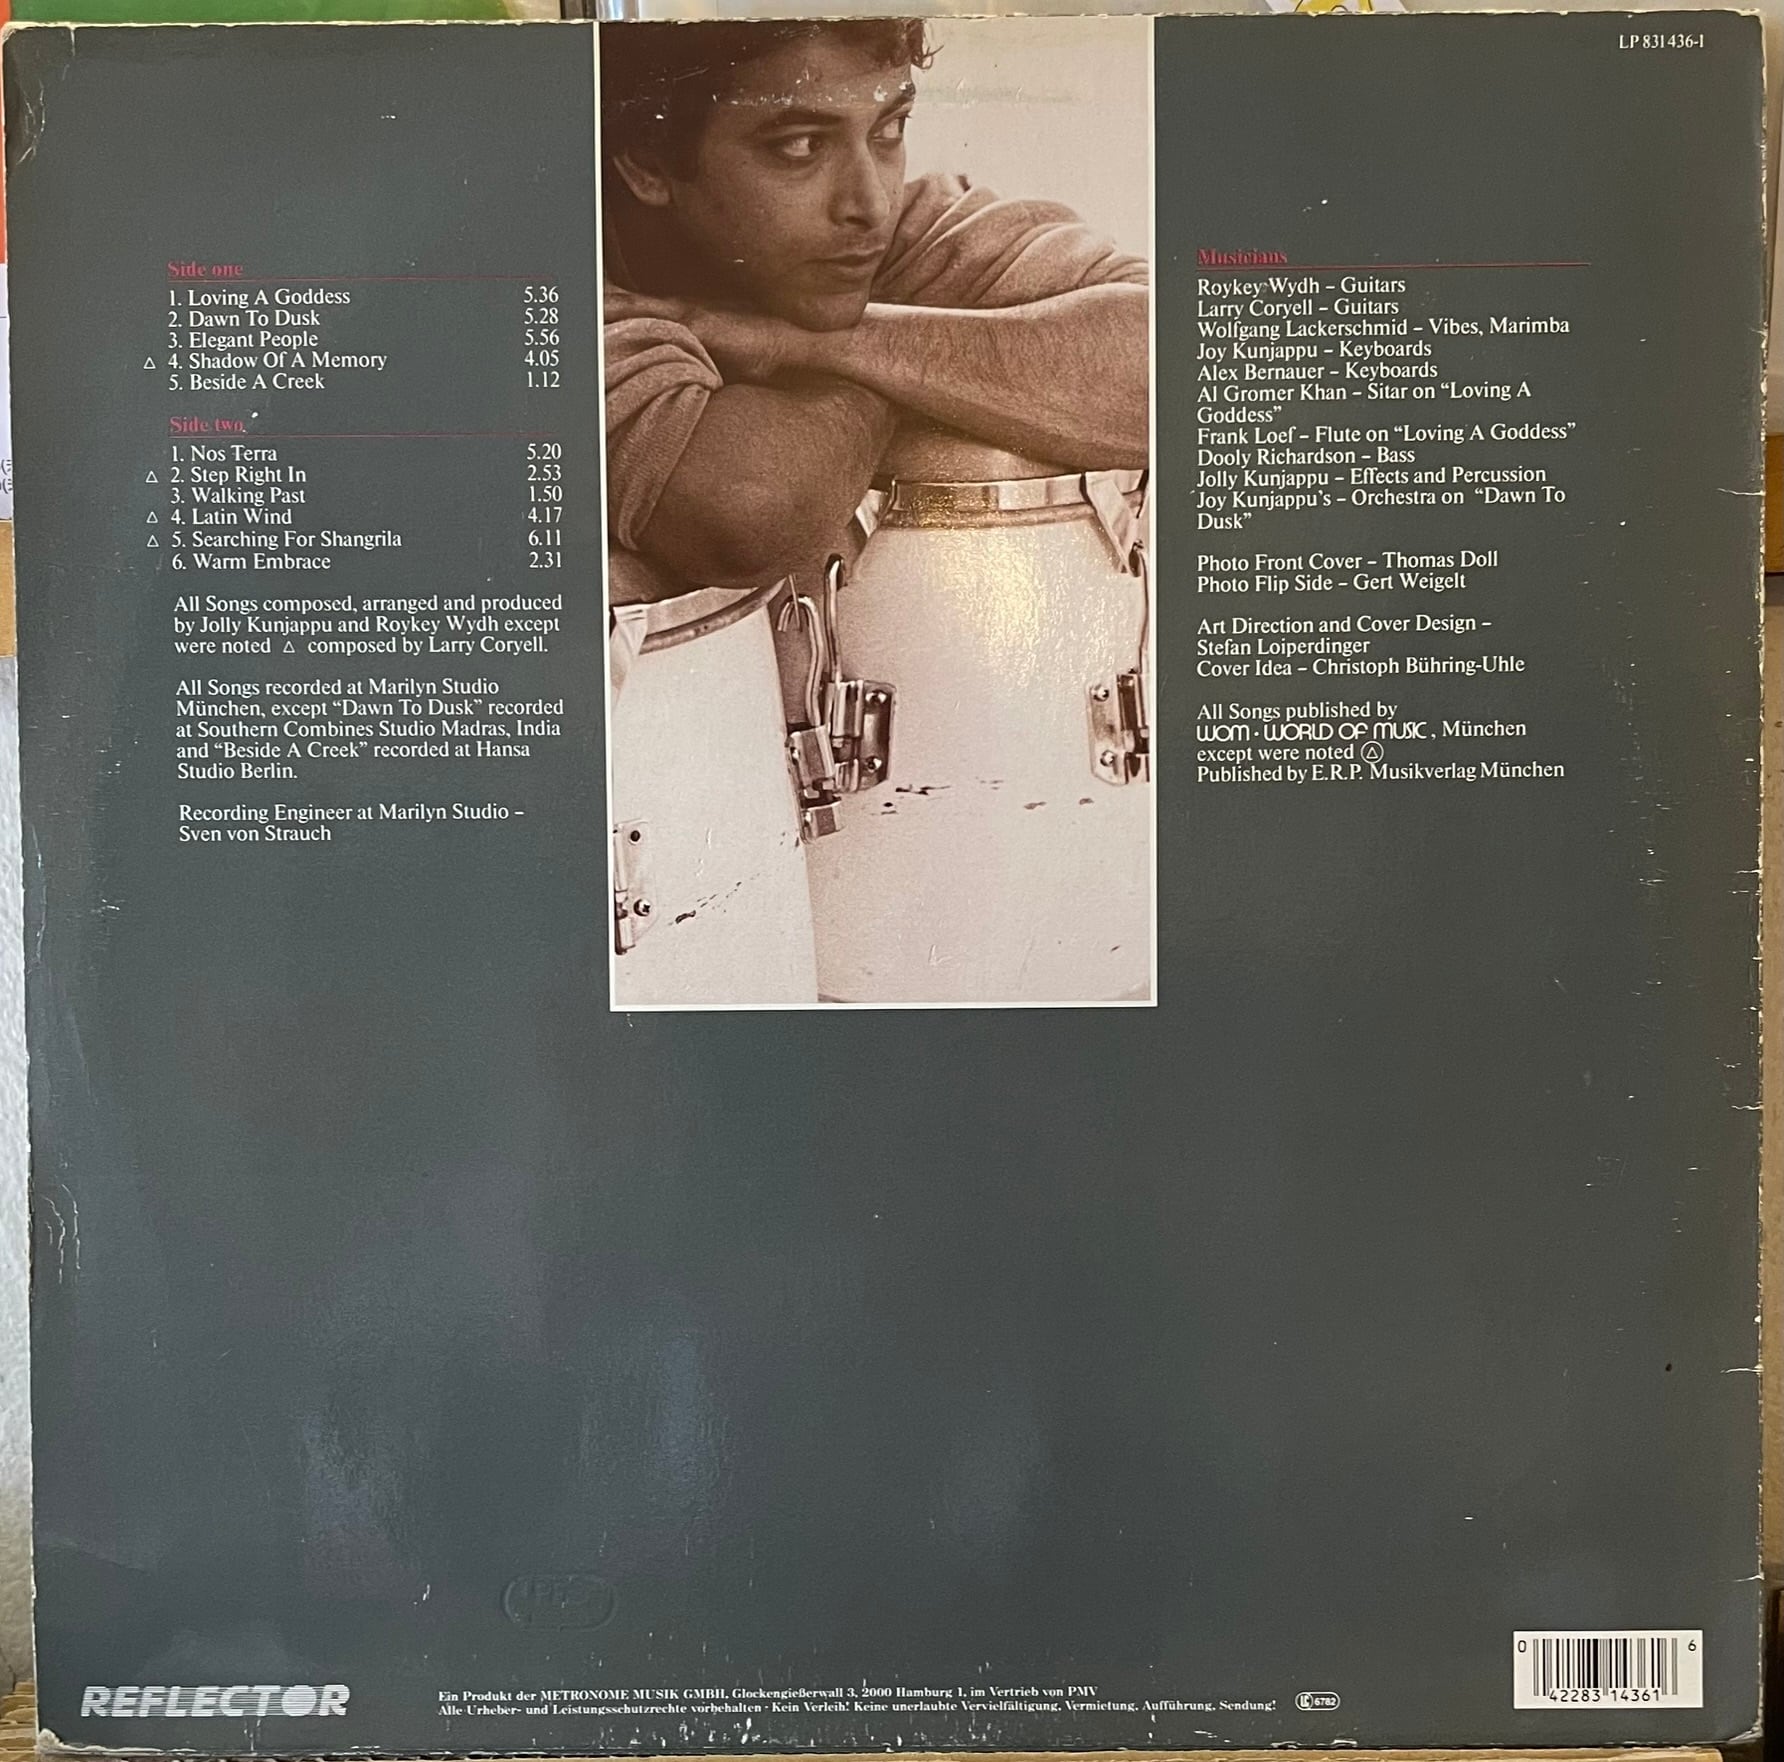 LP 831 436-1
Side one
1. Loving A Goddess 5.36
2. Dawn To Dusk 5.28
3. Elegant People 5.56
△ 4. Shadow Of A Memory 4.05
5. Beside A Creek 1.12
Side two
1. Nos Terra 5.20
△ 2. Step Right In 2.53
3. Walking Past 1.50
△ 4. Latin Wind 4.17
△ 5. Searching For Shangrila 6.11
6. Warm Embrace 2.31
All Songs composed, arranged and produced
by Jolly Kunjappu and Roykey Wydh except
were noted △ composed by Larry Coryell.
All Songs recorded at Marilyn Studio
München, except “Dawn To Dusk” recorded
at Southern Combines Studio Madras, India
and “Beside A Creek” recorded at Hansa
Studio Berlin.
Recording Engineer at Marilyn Studio –
Sven von Strauch
Musicians
Roykey Wydh – Guitars
Larry Coryell – Guitars
Wolfgang Lackerschmid – Vibes, Marimba
Joy Kunjappu – Keyboards
Alex Bernauer – Keyboards
Al Gromer Khan – Sitar on “Loving A
Goddess”
Frank Loef – Flute on “Loving A Goddess”
Dooly Richardson – Bass
Jolly Kunjappu – Effects and Percussion
Joy Kunjappu’s – Orchestra on “Dawn To
Dusk”
Photo Front Cover – Thomas Doll
Photo Flip Side – Gert Weigelt
Art Direction and Cover Design –
Stefan Loiperdinger
Cover Idea – Christoph Bühring-Uhle
All Songs published by
WOM · WORLD OF MUSIC, München
except were noted △
Published by E.R.P. Musikverlag München
REFLECTOR
Ein Produkt der METRONOME MUSIK GMBH, Glockengießerwall 3, 2000 Hamburg 1, im Vertrieb von PMV
Alle Urheber- und Leistungsschutzrechte vorbehalten · Kein Verleih! Keine unerlaubte Vervielfältigung, Vermietung, Aufführung, Sendung!
LC 6782
0 42283 14361 6